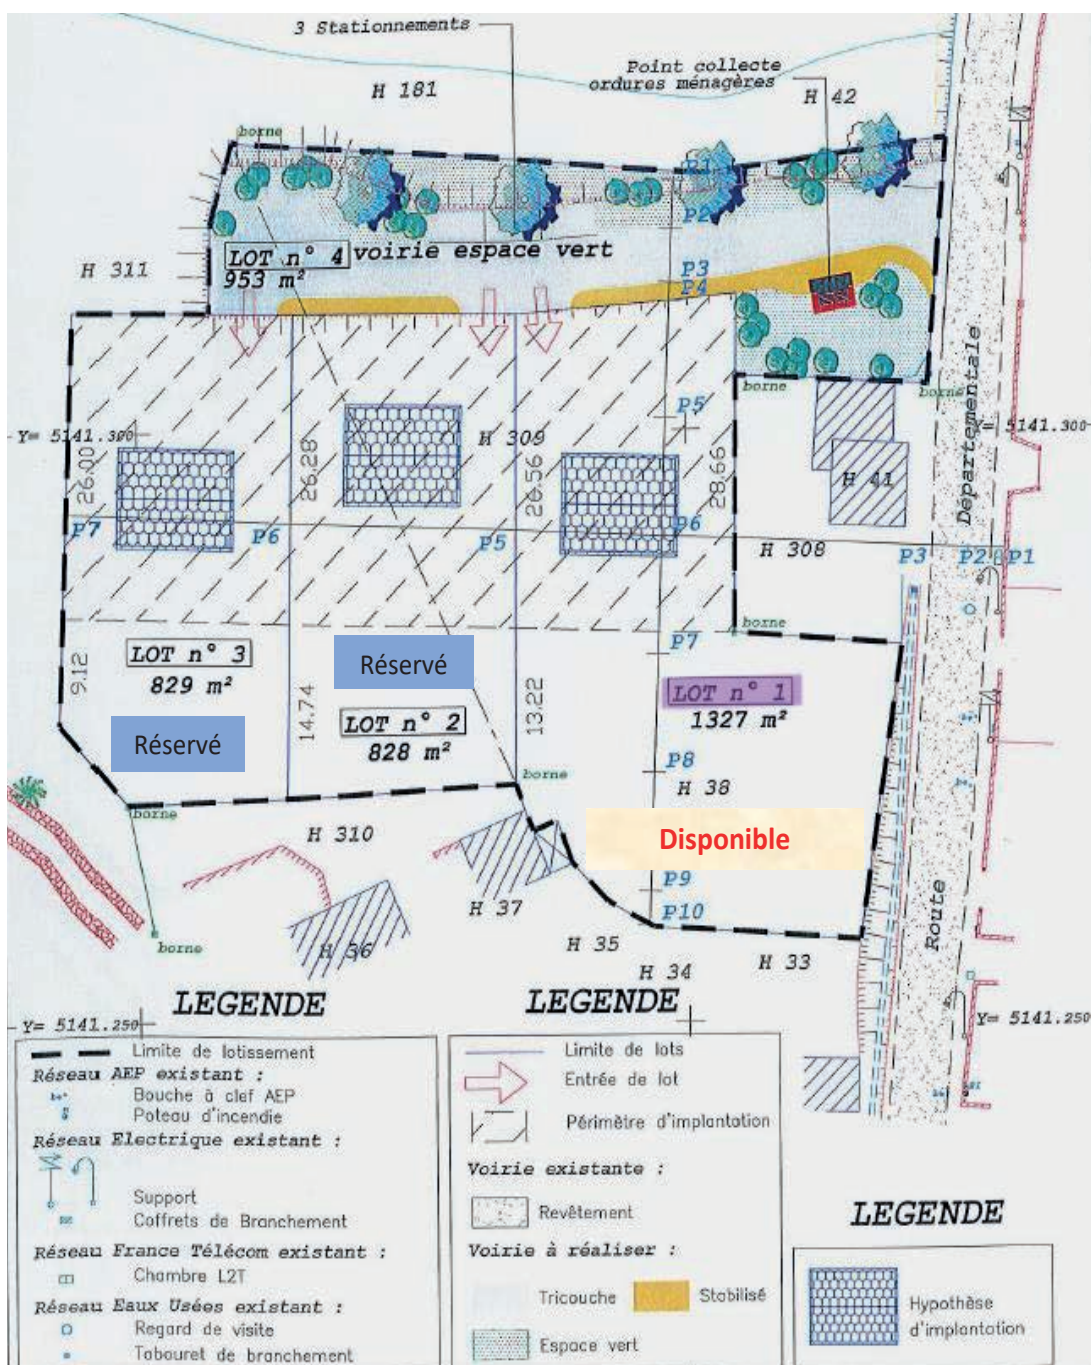 3 Stationnements
Point collecte
ordures ménagères
H 181
H 42
borne
P1
P2
LOT n° 4 voirie espace vert
953 m²
H 311
P3
P4
borne
borne
P5
Y= 5141.300
H 309
Y= 5141.300
Départementale
26.00
26.28
26.56
28.66
H 41
P7
P6
P5
P6
H 308
P3
P2
P1
borne
P7
LOT n° 3
829 m²
Réservé
LOT n° 1
1327 m²
9.12
14.74
13.22
Réservé
LOT n° 2
828 m²
P8
borne
H 38
borne
H 310
Disponible
P9
H 37
P10
Route
borne
H 36
H 35
H 34
H 33
LEGENDE
LEGENDE
Y= 5141.250
Y= 5141.250
Limite de lotissement
Réseau AEP existant :
Bouche à clef AEP
Poteau d'incendie
Réseau Electrique existant :
Support
Coffrets de Branchement
Réseau France Télécom existant :
Chambre L2T
Réseau Eaux Usées existant :
Regard de visite
Tabouret de branchement
Limite de lots
Entrée de lot
Périmètre d'implantation
Voirie existante :
Revêtement
Voirie à réaliser :
Tricouche
Stabilisé
Espace vert
LEGENDE
Hypothèse
d'implantation